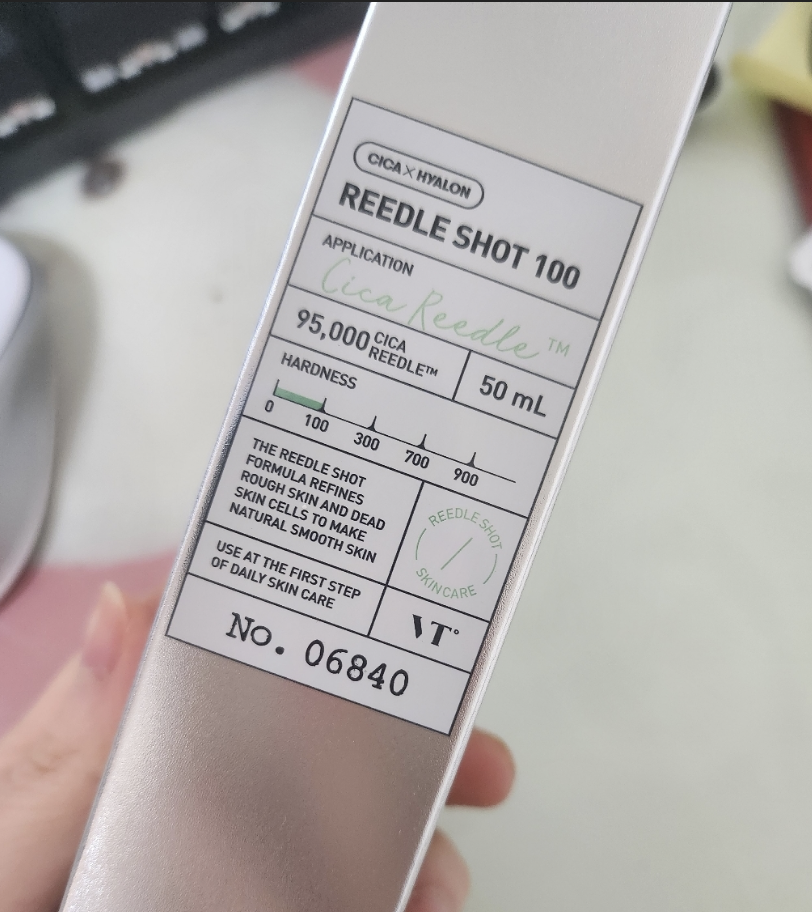 CICA X HYALON
REEDLE SHOT 100
APPLICATION
Cica Reedle™
95,000 CICA
REEDLE™
50 mL
HARDNESS
0 100 300 700 900
THE REEDLE SHOT
FORMULA REFINES
ROUGH SKIN AND DEAD
SKIN CELLS TO MAKE
NATURAL SMOOTH SKIN
REEDLE SHOT
SKINCARE
USE AT THE FIRST STEP
OF DAILY SKIN CARE
VT°
No. 06840